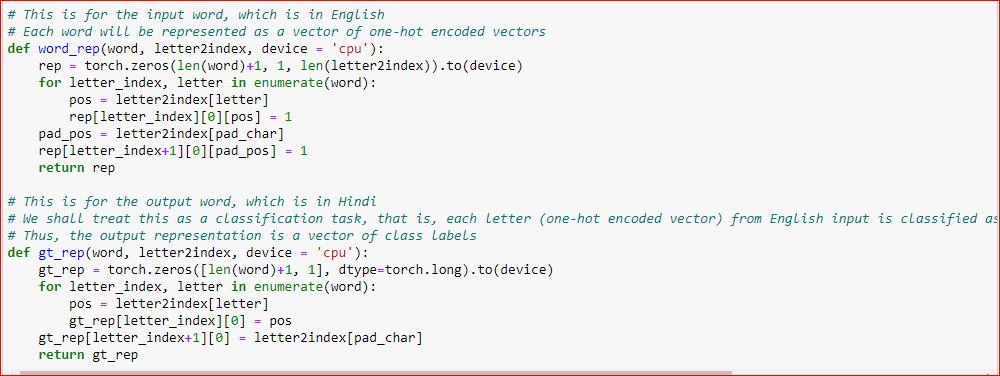 # This is for the input word, which is in English
# Each word will be represented as a vector of one-hot encoded vectors
def word_rep(word, letter2index, device = 'cpu'):
    rep = torch.zeros(len(word)+1, 1, len(letter2index)).to(device)
    for letter_index, letter in enumerate(word):
        pos = letter2index[letter]
        rep[letter_index][0][pos] = 1
    pad_pos = letter2index[pad_char]
    rep[letter_index+1][0][pad_pos] = 1
    return rep

# This is for the output word, which is in Hindi
# We shall treat this as a classification task, that is, each letter (one-hot encoded vector) from English input is classified as
# Thus, the output representation is a vector of class labels
def gt_rep(word, letter2index, device = 'cpu'):
    gt_rep = torch.zeros([len(word)+1, 1], dtype=torch.long).to(device)
    for letter_index, letter in enumerate(word):
        pos = letter2index[letter]
        gt_rep[letter_index][0] = pos
    gt_rep[letter_index+1][0] = letter2index[pad_char]
    return gt_rep